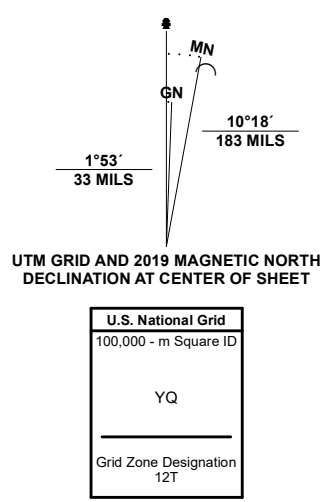 MN
GN
10°18´
183 MILS
1°53´
33 MILS
UTM GRID AND 2019 MAGNETIC NORTH
DECLINATION AT CENTER OF SHEET
U.S. National Grid
100,000 - m Square ID
YQ
Grid Zone Designation
12T